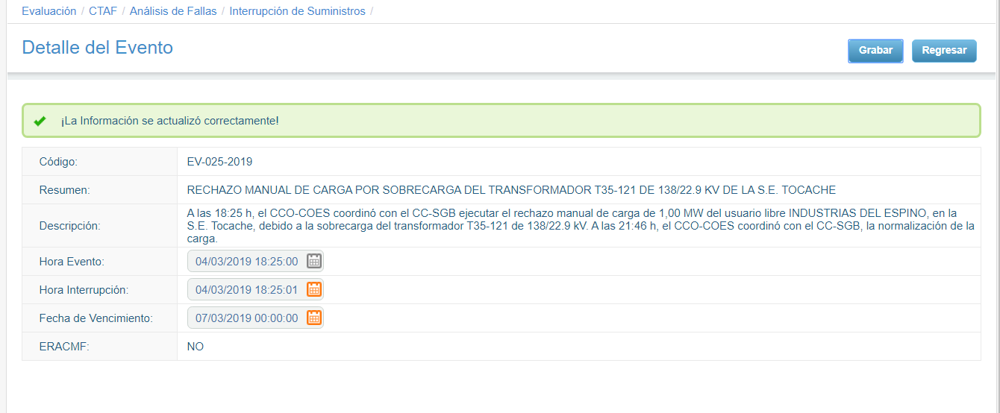 Evaluación / CTAF / Análisis de Fallas / Interrupción de Suministros /
Detalle del Evento
Grabar
Regresar
¡La Información se actualizó correctamente!
Código:
EV-025-2019
Resumen:
RECHAZO MANUAL DE CARGA POR SOBRECARGA DEL TRANSFORMADOR T35-121 DE 138/22.9 KV DE LA S.E. TOCACHE
Descripción:
A las 18:25 h, el CCO-COES coordinó con el CC-SGB ejecutar el rechazo manual de carga de 1,00 MW del usuario libre INDUSTRIAS DEL ESPINO, en la
S.E. Tocache, debido a la sobrecarga del transformador T35-121 de 138/22.9 kV. A las 21:46 h, el CCO-COES coordinó con el CC-SGB, la normalización de la
carga.
Hora Evento:
04/03/2019 18:25:00
Hora Interrupción:
04/03/2019 18:25:01
Fecha de Vencimiento:
07/03/2019 00:00:00
ERACMF:
NO